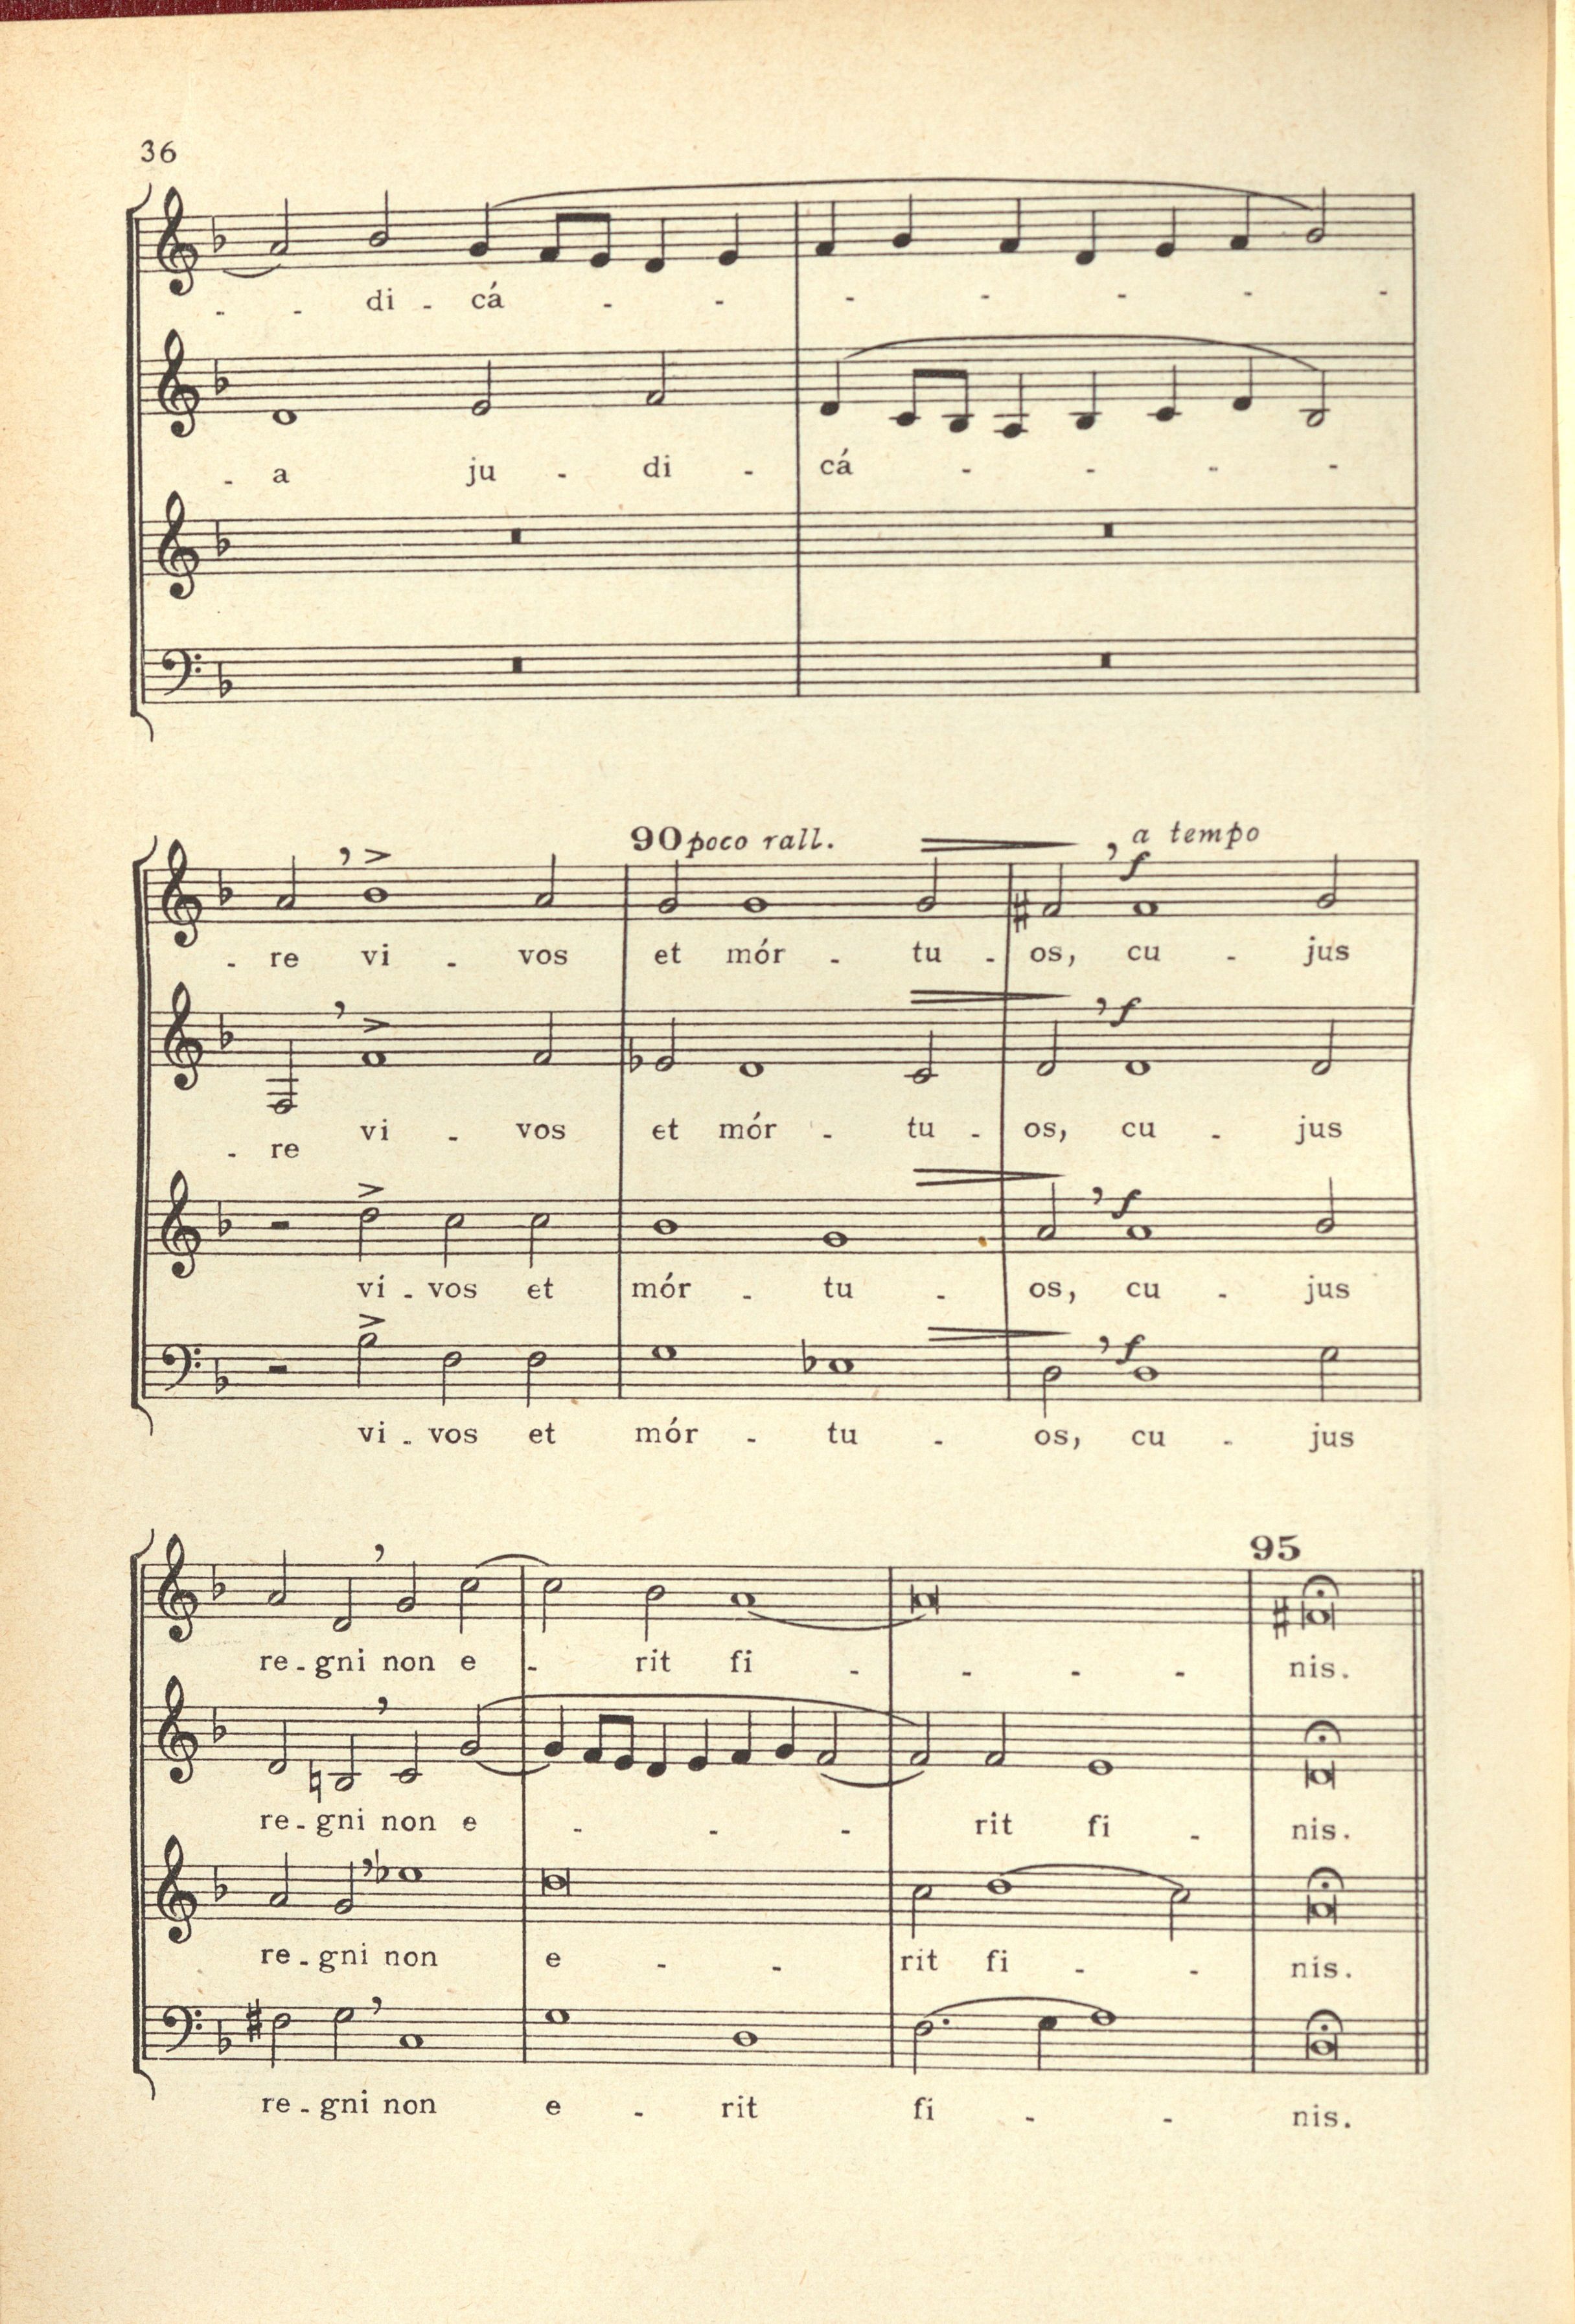 36
- - di - cá - - - - - - -
- a ju - di - cá - - - -
90 poco rall. a tempo
f
- re vi - vos et mór - tu - os, cu - jus
f
- re vi - vos et mór - tu - os, cu - jus
f
vi - vos et mór - tu - os, cu - jus
f
vi - vos et mór - tu - os, cu - jus
95
re - gni non e - rit fi - - - - nis.
re - gni non e - - - rit fi - nis.
re - gni non e - - rit fi - - nis.
re - gni non e - rit fi - - nis.